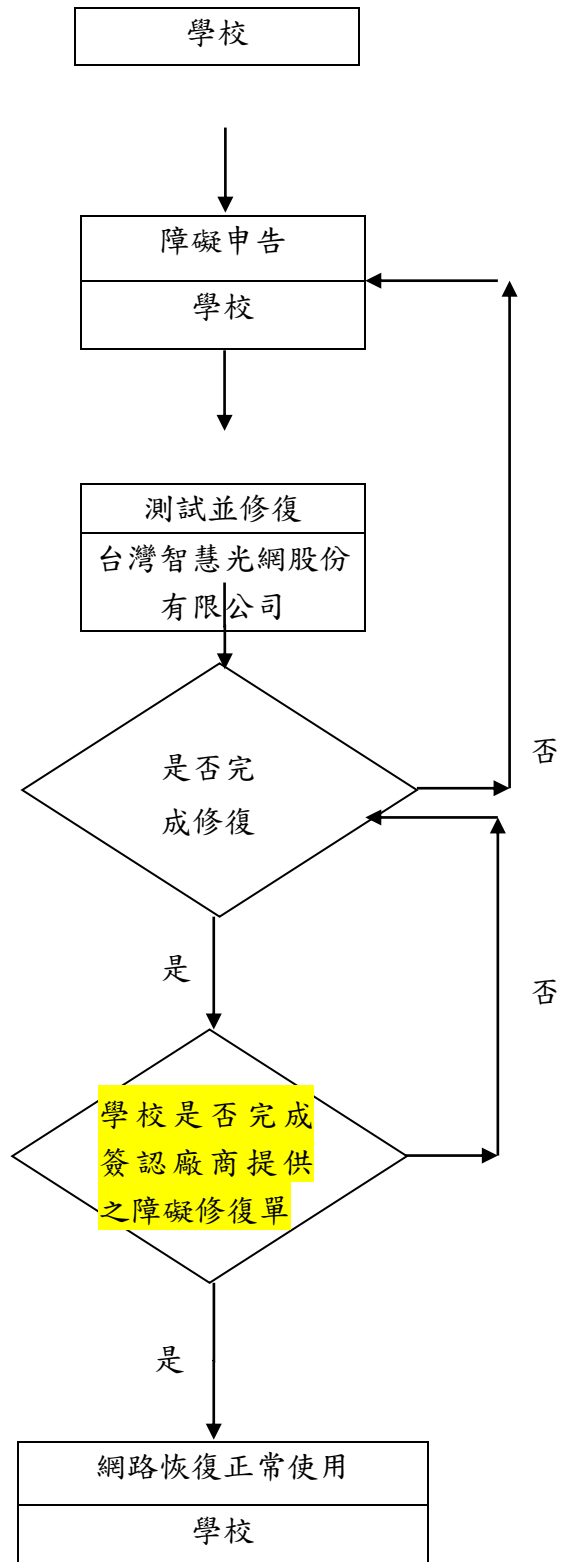 學校
障礙申告
學校
測試並修復
台灣智慧光網股份
有限公司
是否完
成修復
否
是
否
學校是否完成
簽認廠商提供
之障礙修復單
是
網路恢復正常使用
學校